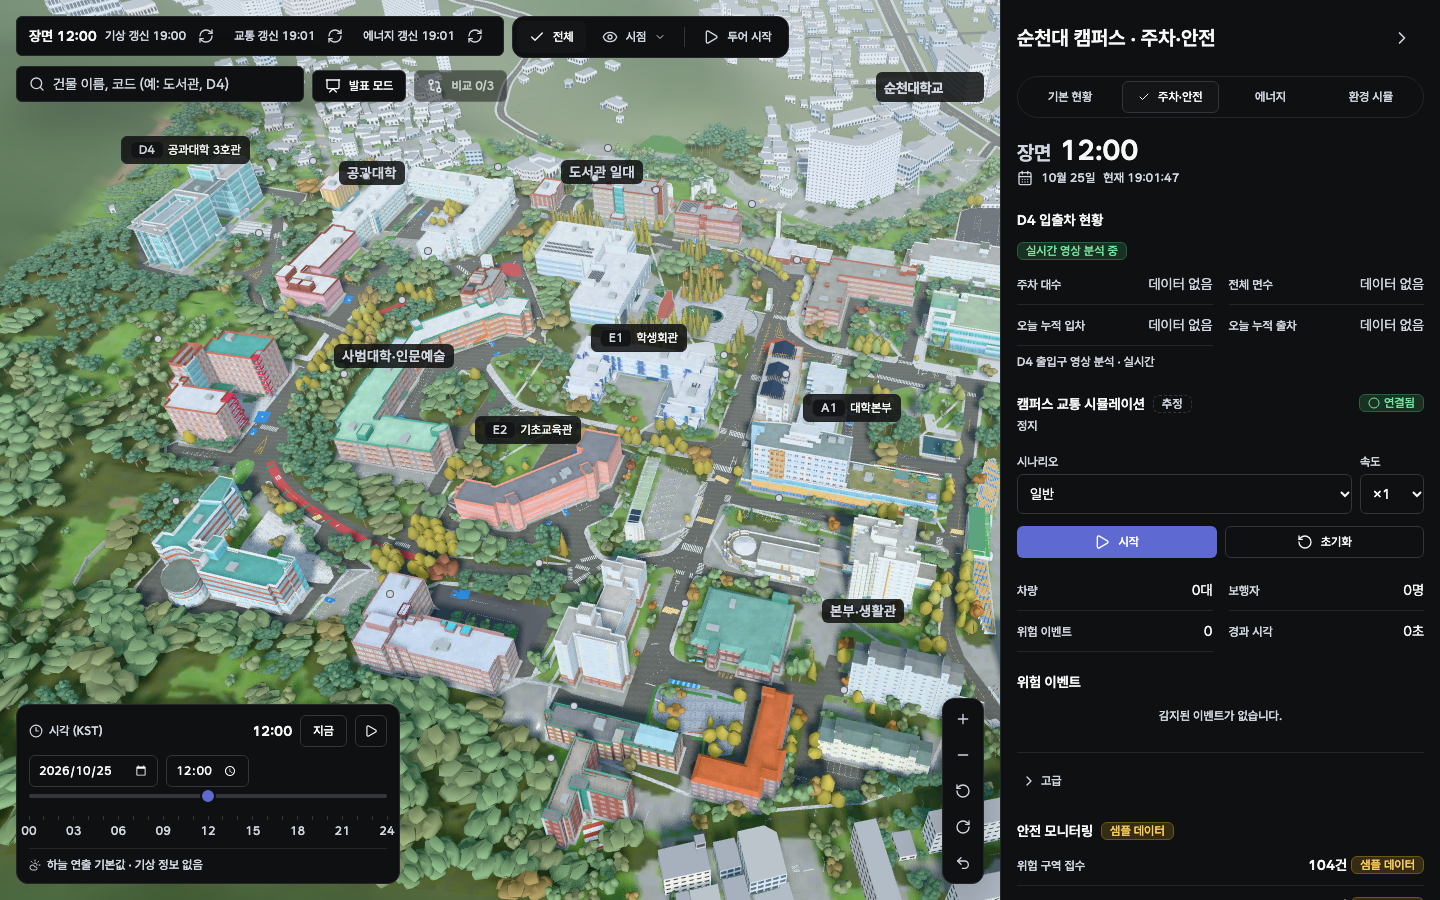 장면 12:00 기상 갱신 19:00 교통 갱신 19:01 에너지 갱신 19:01
전체 시점 투어 시작
건물 이름, 코드 (예: 도서관, D4)
발표 모드 비교 0/3
순천대학교
D4 공과대학 3호관
공과대학
도서관 일대
E1 학생회관
사범대학·인문예술
A1 대학본부
E2 기초교육관
본부·생활관
시각 (KST) 12:00 지금
2026/10/25 12:00
00 03 06 09 12 15 18 21 24
하늘 연출 기본값 · 기상 정보 없음
순천대 캠퍼스 · 주차·안전
기본 현황 주차·안전 에너지 환경 시뮬
장면 12:00
10월 25일 현재 19:01:47
D4 입출차 현황
실시간 영상 분석 중
주차 대수 데이터 없음 전체 면수 데이터 없음
오늘 누적 입차 데이터 없음 오늘 누적 출차 데이터 없음
D4 출입구 영상 분석 · 실시간
캠퍼스 교통 시뮬레이션 추정 연결됨
정지
시나리오 속도
일반 ×1
시작 초기화
차량 0대 보행자 0명
위험 이벤트 0 경과 시각 0초
위험 이벤트
감지된 이벤트가 없습니다.
고급
안전 모니터링 샘플 데이터
위험 구역 접수 104건 샘플 데이터